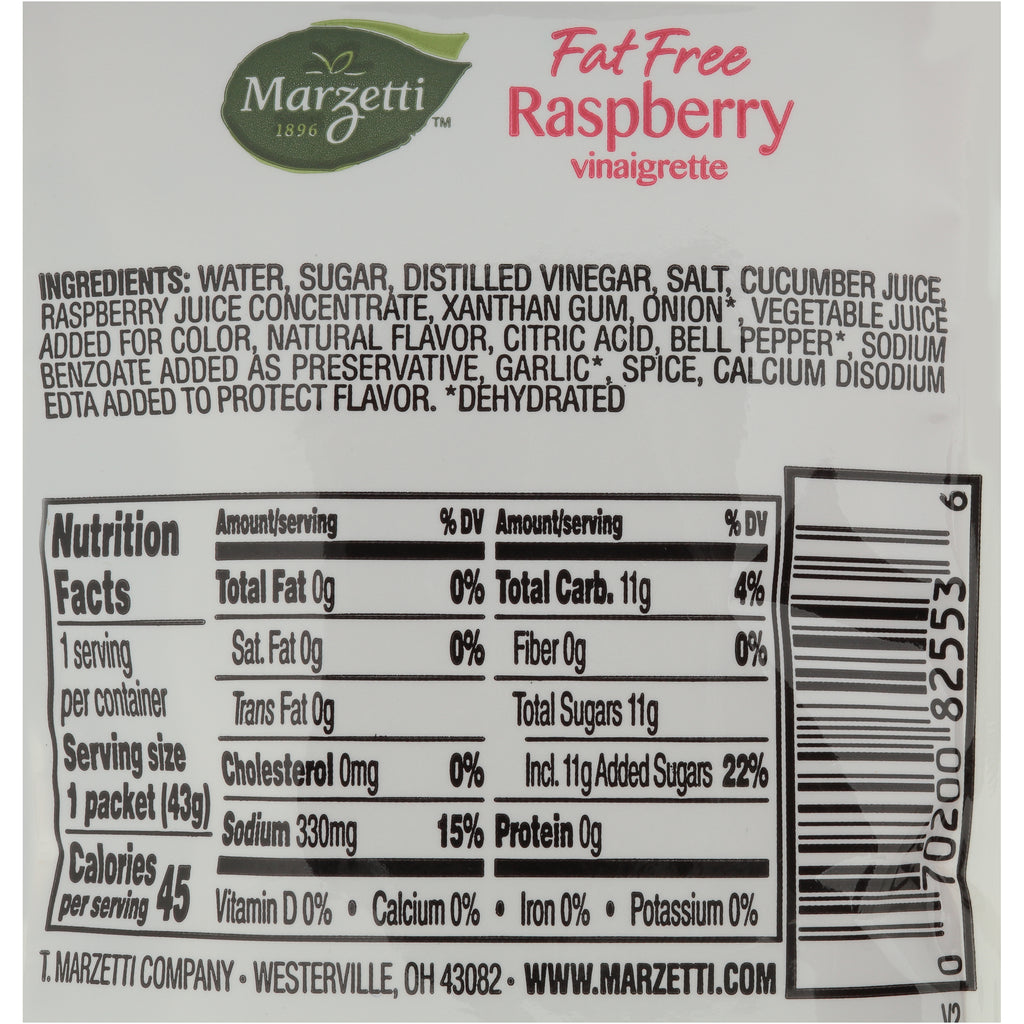 Marzetti
1896
TM
Fat Free
Raspberry
vinaigrette
INGREDIENTS: WATER, SUGAR, DISTILLED VINEGAR, SALT, CUCUMBER JUICE,
RASPBERRY JUICE CONCENTRATE, XANTHAN GUM, ONION*, VEGETABLE JUICE
ADDED FOR COLOR, NATURAL FLAVOR, CITRIC ACID, BELL PEPPER*, SODIUM
BENZOATE ADDED AS PRESERVATIVE, GARLIC*, SPICE, CALCIUM DISODIUM
EDTA ADDED TO PROTECT FLAVOR. *DEHYDRATED
Nutrition
Facts
1 serving
per container
Serving size
1 packet (43g)
Calories
per serving 45
Amount/serving % DV
Total Fat 0g 0%
Sat. Fat 0g 0%
Trans Fat 0g
Cholesterol 0mg 0%
Sodium 330mg 15%
Amount/serving % DV
Total Carb. 11g 4%
Fiber 0g 0%
Total Sugars 11g
Incl. 11g Added Sugars 22%
Protein 0g
Vitamin D 0% • Calcium 0% • Iron 0% • Potassium 0%
0 70200 82553 6
T. MARZETTI COMPANY • WESTERVILLE, OH 43082 • WWW.MARZETTI.COM
V3